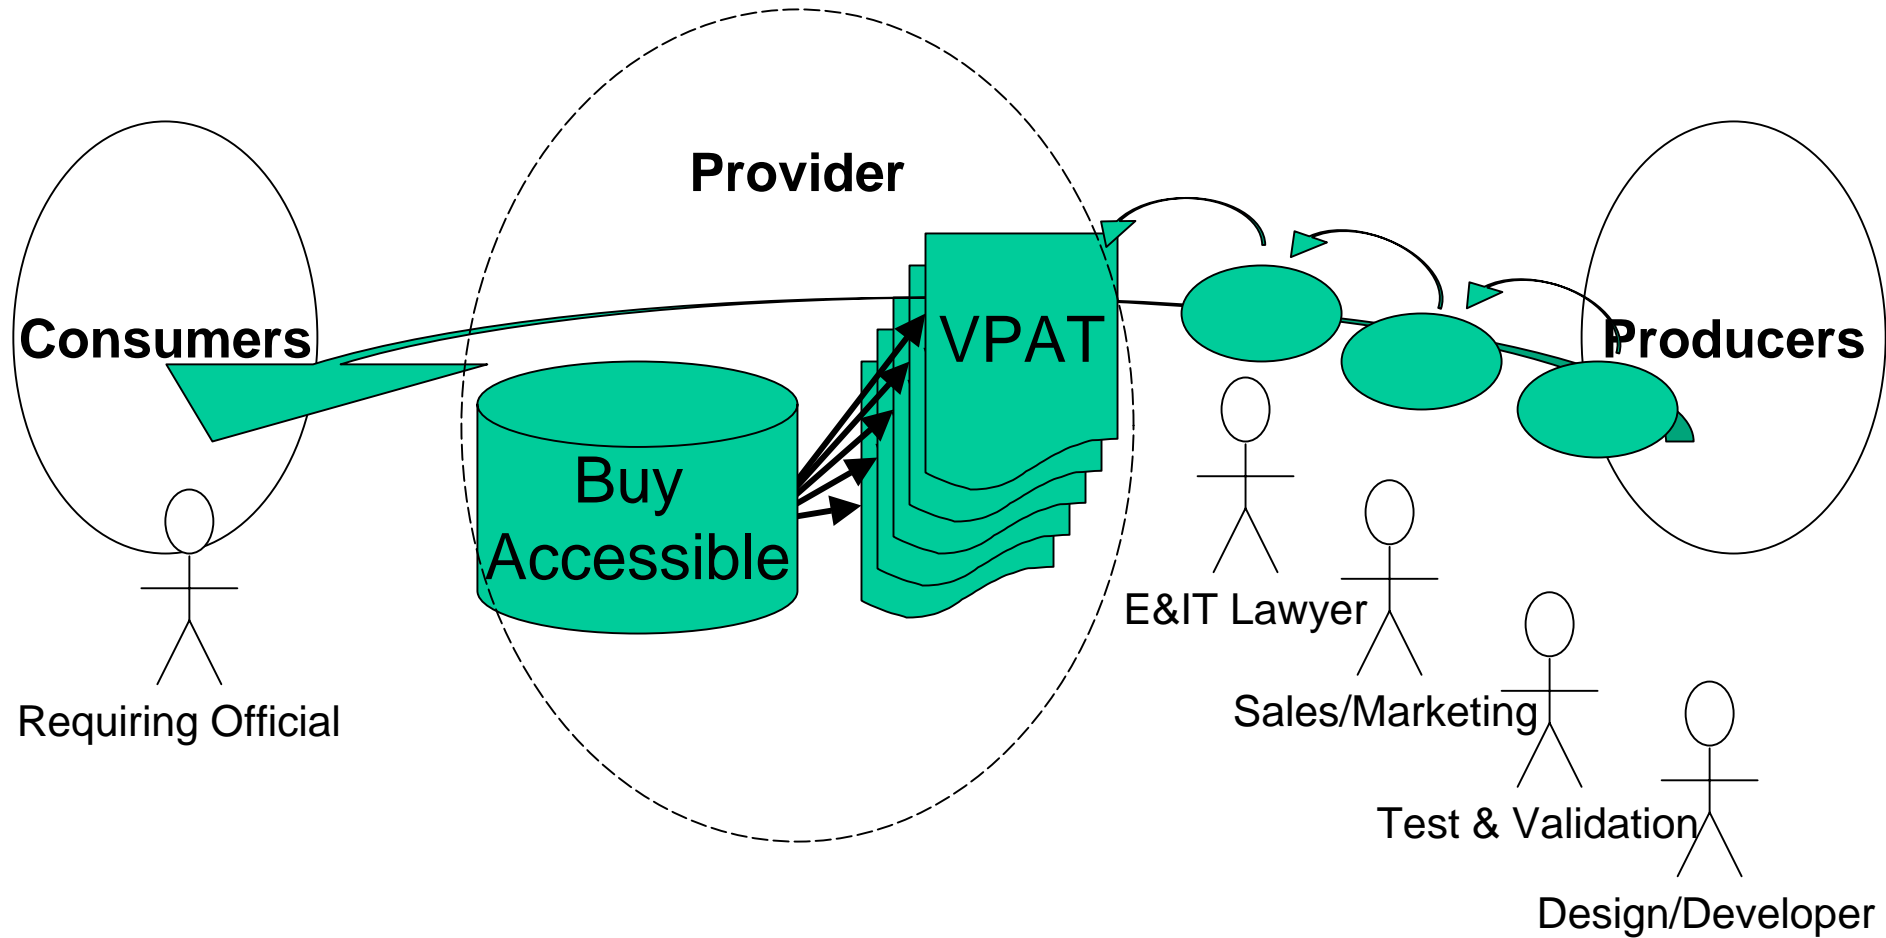 Provider
Consumers
VPAT
Producers
Buy
Accessible
E&IT Lawyer
Requiring Official
Sales/Marketing
Test & Validation
Design/Developer